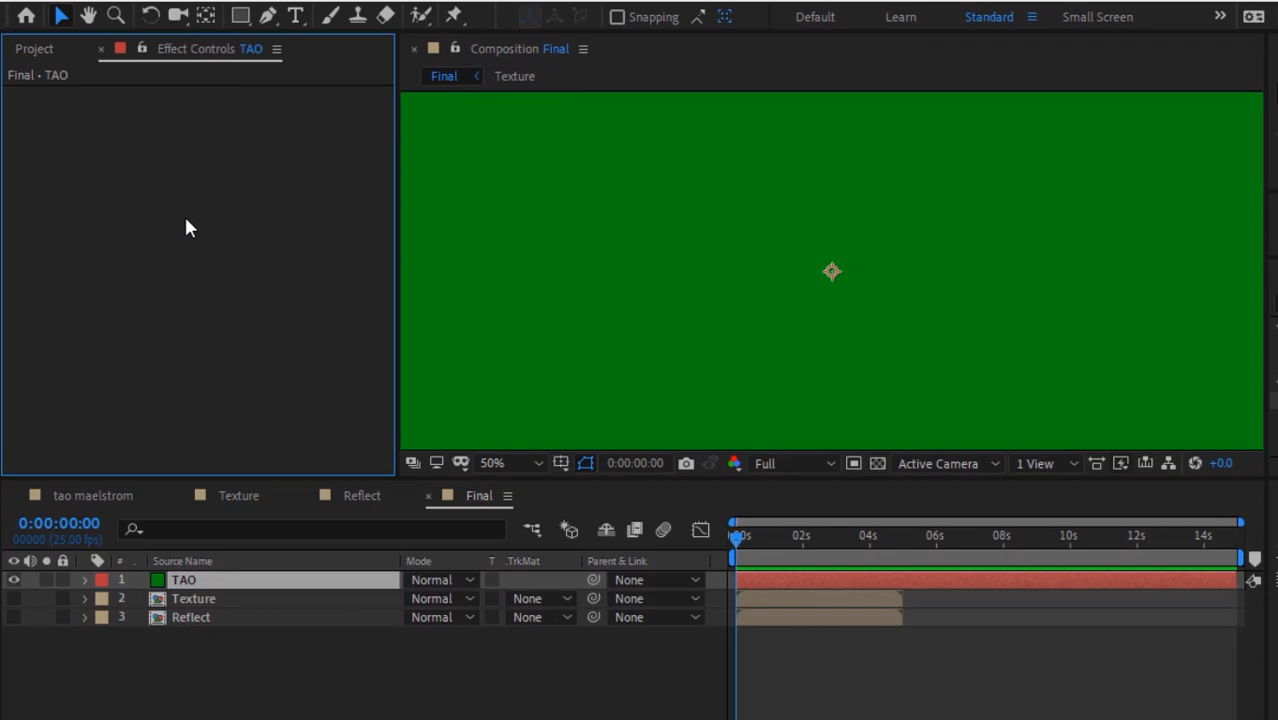 Snapping Default Learn Standard Small Screen
Project × Effect Controls TAO
Final • TAO
× Composition Final
Final Texture
50% 0:00:00:00 Full Active Camera 1 View +0.0
tao maelstrom Texture Reflect × Final
0:00:00:00
00000 (25.00 fps)
00s 02s 04s 06s 08s 10s 12s 14s
# . Source Name Mode T .TrkMat Parent & Link
1 TAO Normal None
2 Texture Normal None None
3 Reflect Normal None None